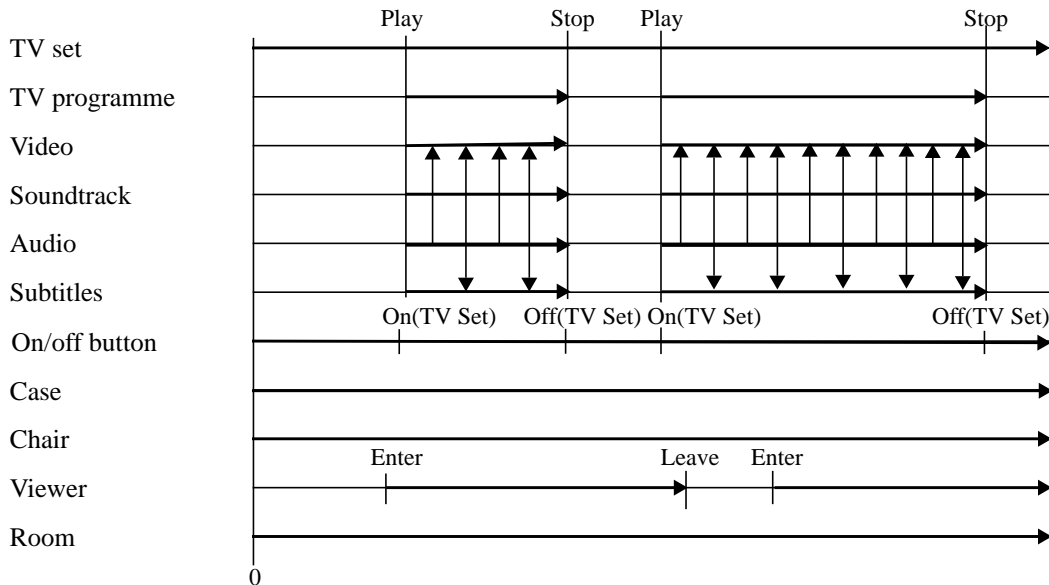 Play Stop Play Stop
TV set
TV programme
Video
Soundtrack
Audio
Subtitles
On(TV Set) Off(TV Set) On(TV Set) Off(TV Set)
On/off button
Case
Chair
Enter Leave Enter
Viewer
Room
0